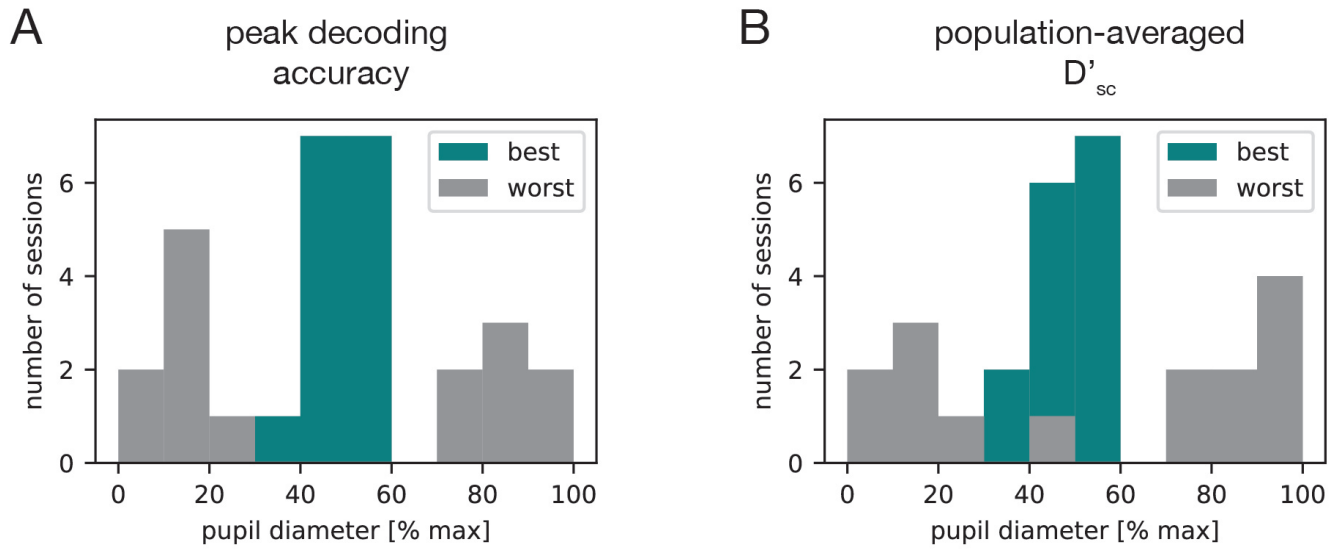 A
peak decoding
accuracy
number of sessions
6
4
2
0
best
worst
0 20 40 60 80 100
pupil diameter [% max]
B
population-averaged
D'sc
number of sessions
6
4
2
0
best
worst
0 20 40 60 80 100
pupil diameter [% max]